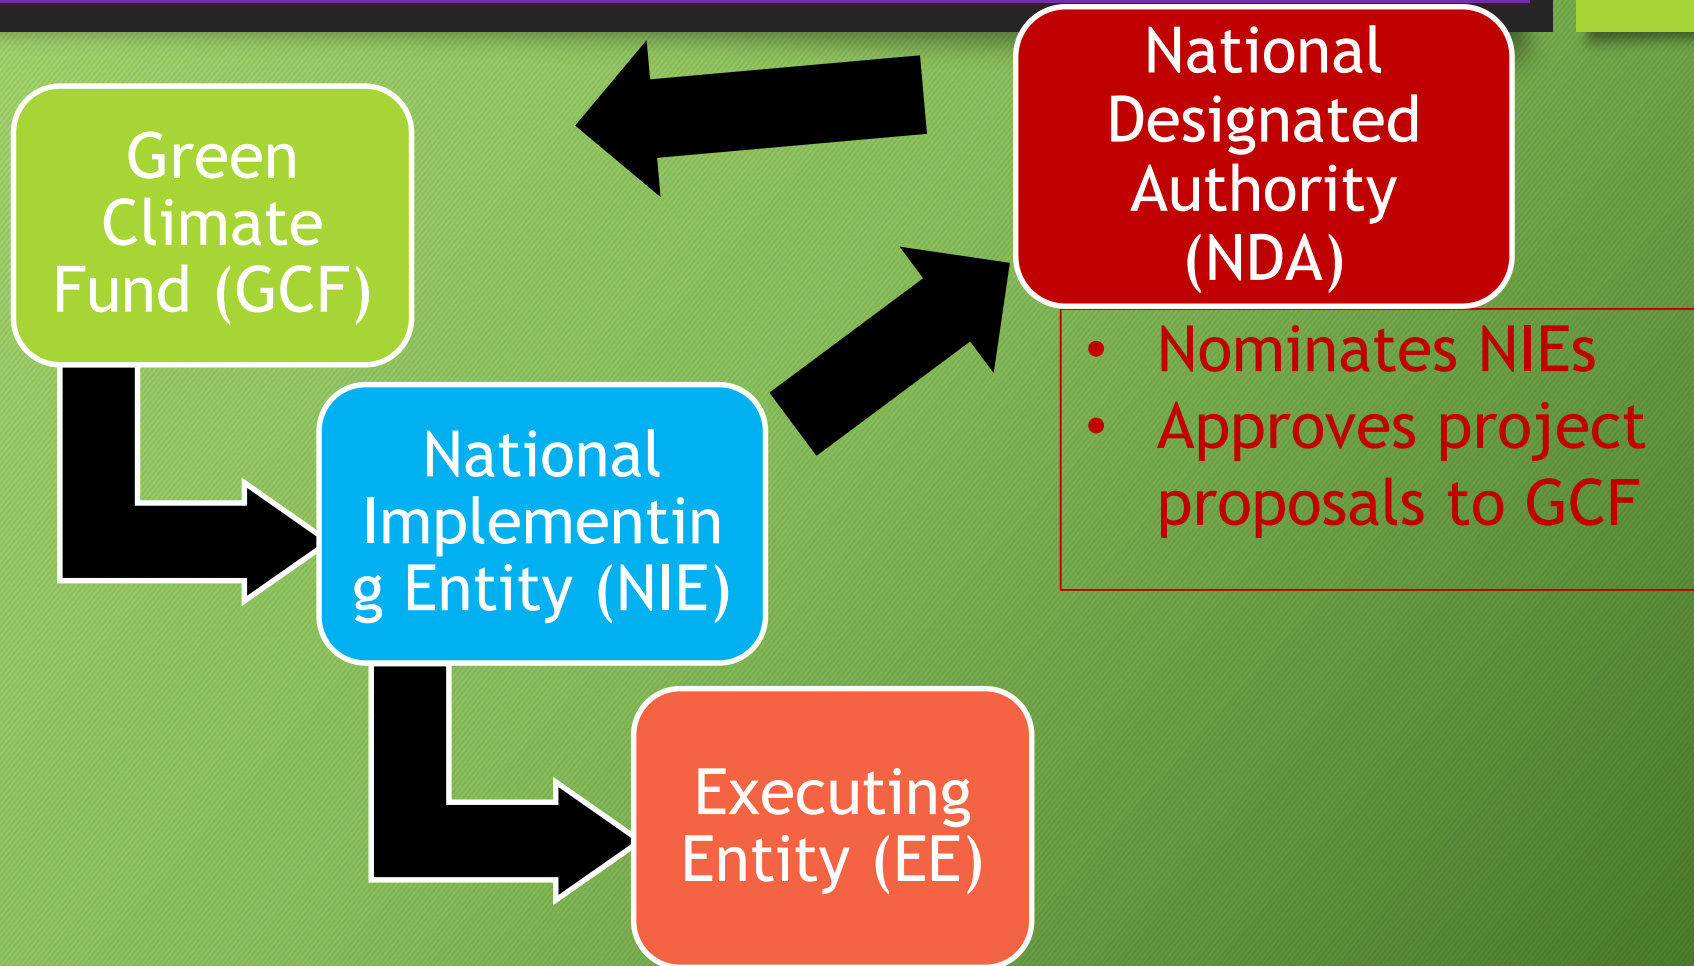 Green
Climate
Fund (GCF)
National
Designated
Authority
(NDA)
• Nominates NIEs
• Approves project
proposals to GCF
National
Implementin
g Entity (NIE)
Executing
Entity (EE)